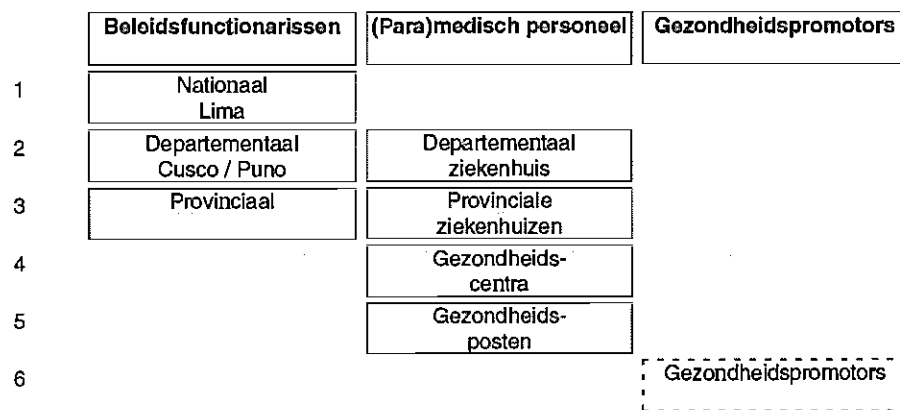 Beleidsfunctionarissen (Para)medisch personeel Gezondheidspromotors
1 Nationaal
Lima
2 Departementaal Departementaal
Cusco / Puno ziekenhuis
3 Provinciaal Provinciale
ziekenhuizen
4 Gezondheids-
centra
5 Gezondheids-
posten
6 Gezondheidspromotors